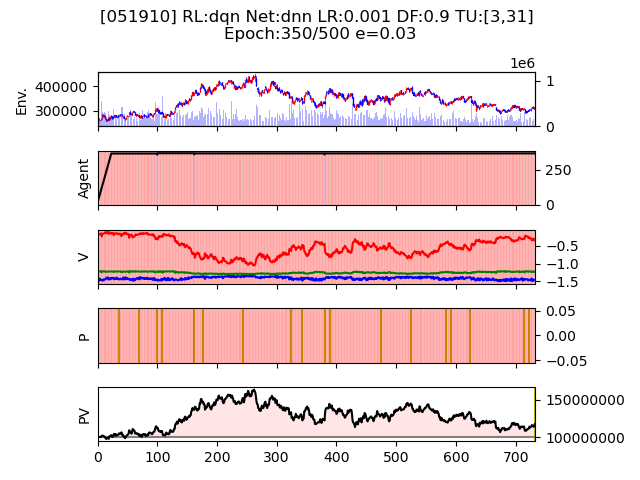 [051910] RL:dqn Net:dnn LR:0.001 DF:0.9 TU:[3,31]
Epoch:350/500 e=0.03
1e6
Env.
400000
300000
1
0
Agent
250
0
V
−0.5
−1.0
−1.5
P
0.05
0.00
−0.05
PV
150000000
100000000
0 100 200 300 400 500 600 700